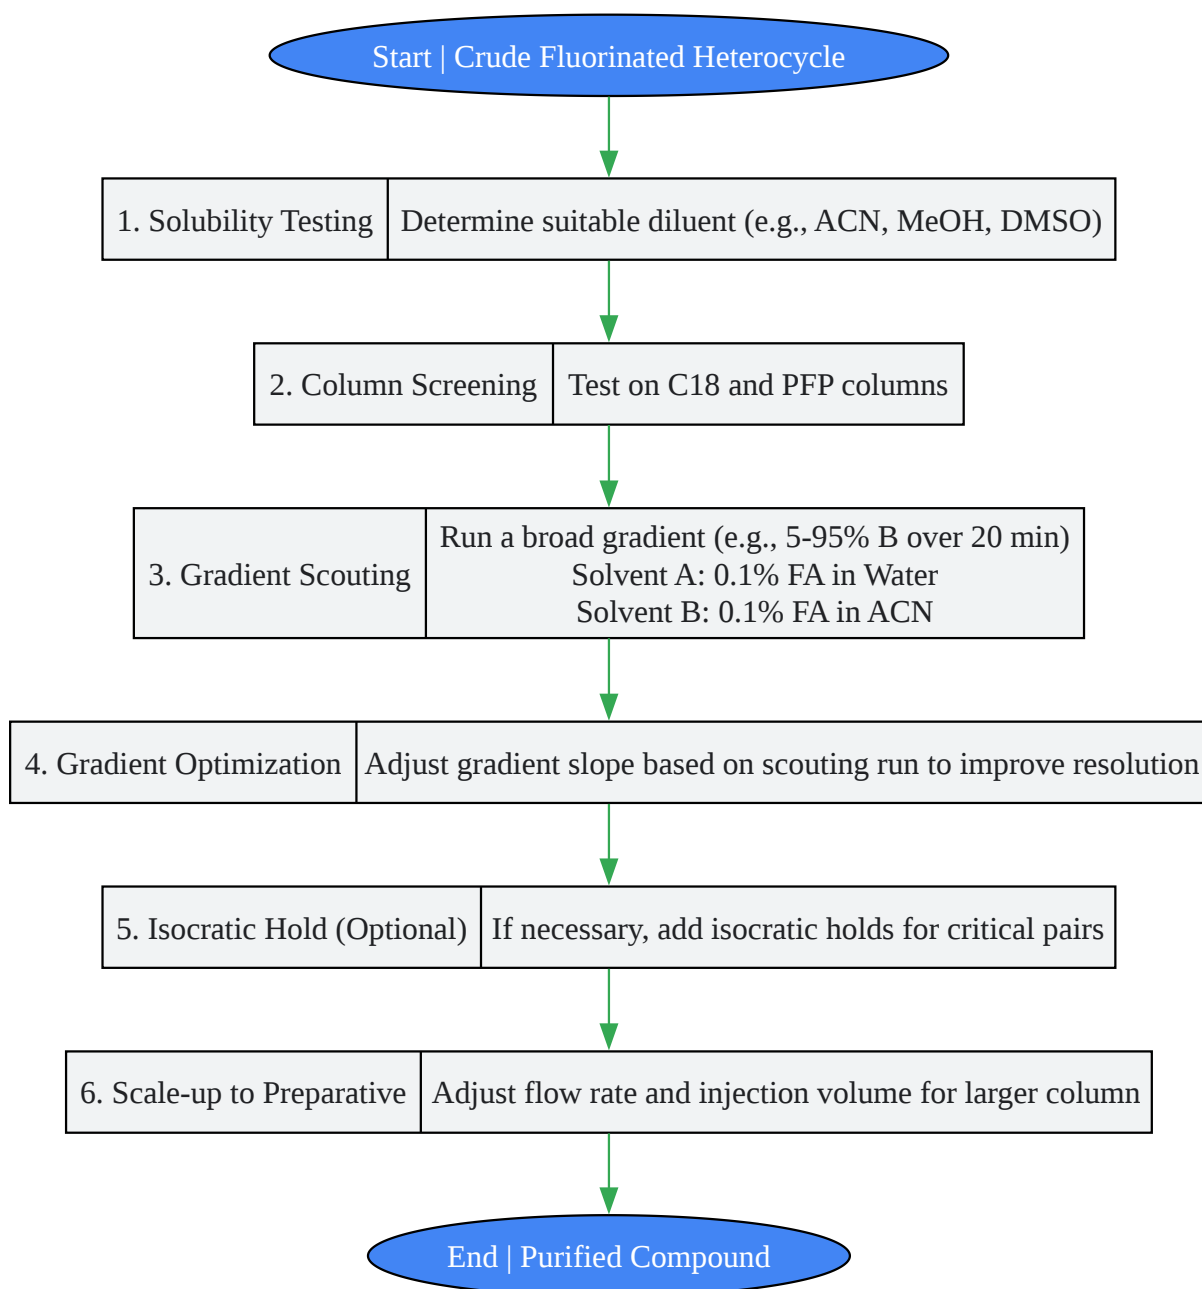 Start | Crude Fluorinated Heterocycle
1. Solubility Testing
Determine suitable diluent (e.g., ACN, MeOH, DMSO)
2. Column Screening
Test on C18 and PFP columns
3. Gradient Scouting
Run a broad gradient (e.g., 5-95% B over 20 min)
Solvent A: 0.1% FA in Water
Solvent B: 0.1% FA in ACN
4. Gradient Optimization
Adjust gradient slope based on scouting run to improve resolution
5. Isocratic Hold (Optional)
If necessary, add isocratic holds for critical pairs
6. Scale-up to Preparative
Adjust flow rate and injection volume for larger column
End | Purified Compound